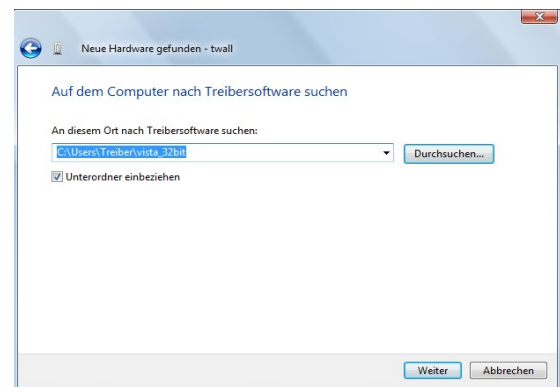 Neue Hardware gefunden - twall
Auf dem Computer nach Treibersoftware suchen
An diesem Ort nach Treibersoftware suchen:
C:\Users\Treiber\vista_32bit
Durchsuchen...
Unterordner einbeziehen
Weiter
Abbrechen